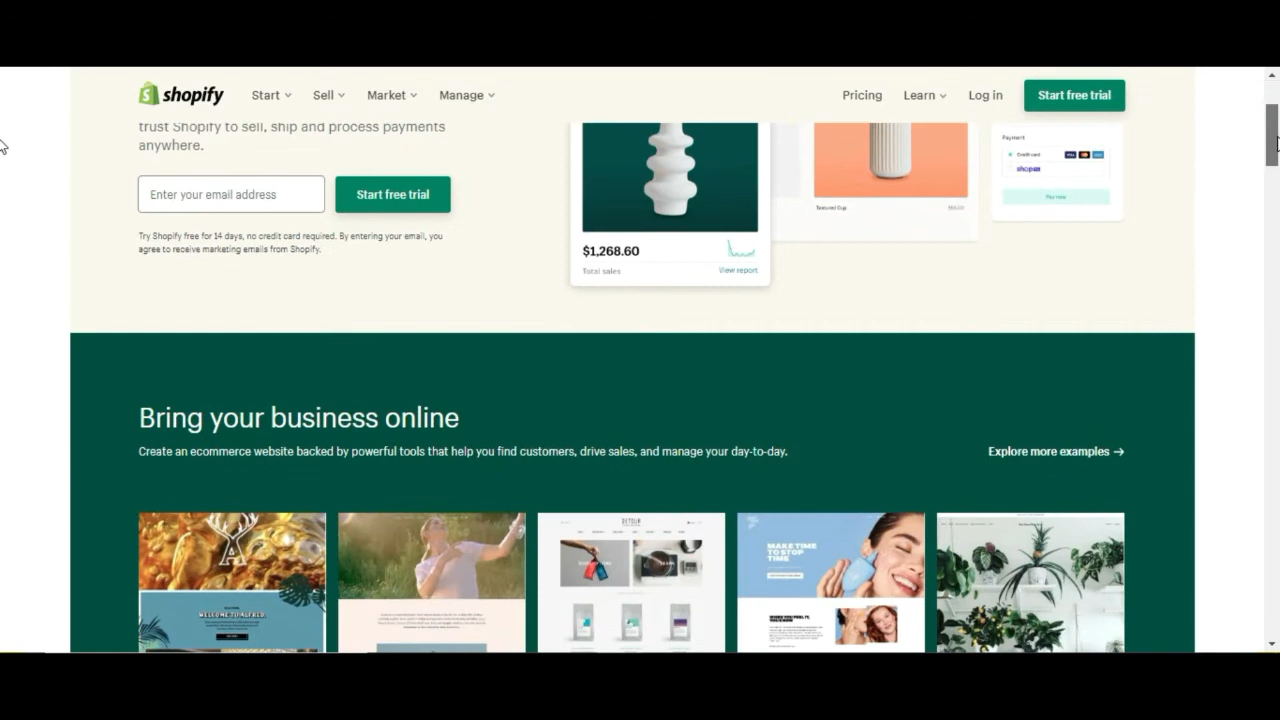 shopify
Start
Sell
Market
Manage
Pricing
Learn
Log in
Start free trial
trust Shopify to sell, ship and process payments
anywhere.
Enter your email address
Start free trial
Try Shopify free for 14 days, no credit card required. By entering your email, you
agree to receive marketing emails from Shopify.
$1,268.60
Total sales
View report
Textured Cup
Payment
Credit card
VISA
shop
Pay now
Bring your business online
Create an ecommerce website backed by powerful tools that help you find customers, drive sales, and manage your day-to-day.
Explore more examples →
A
WELCOME TO ALFRED
DETOUR
MAKE TIME
TO STOP
TIME